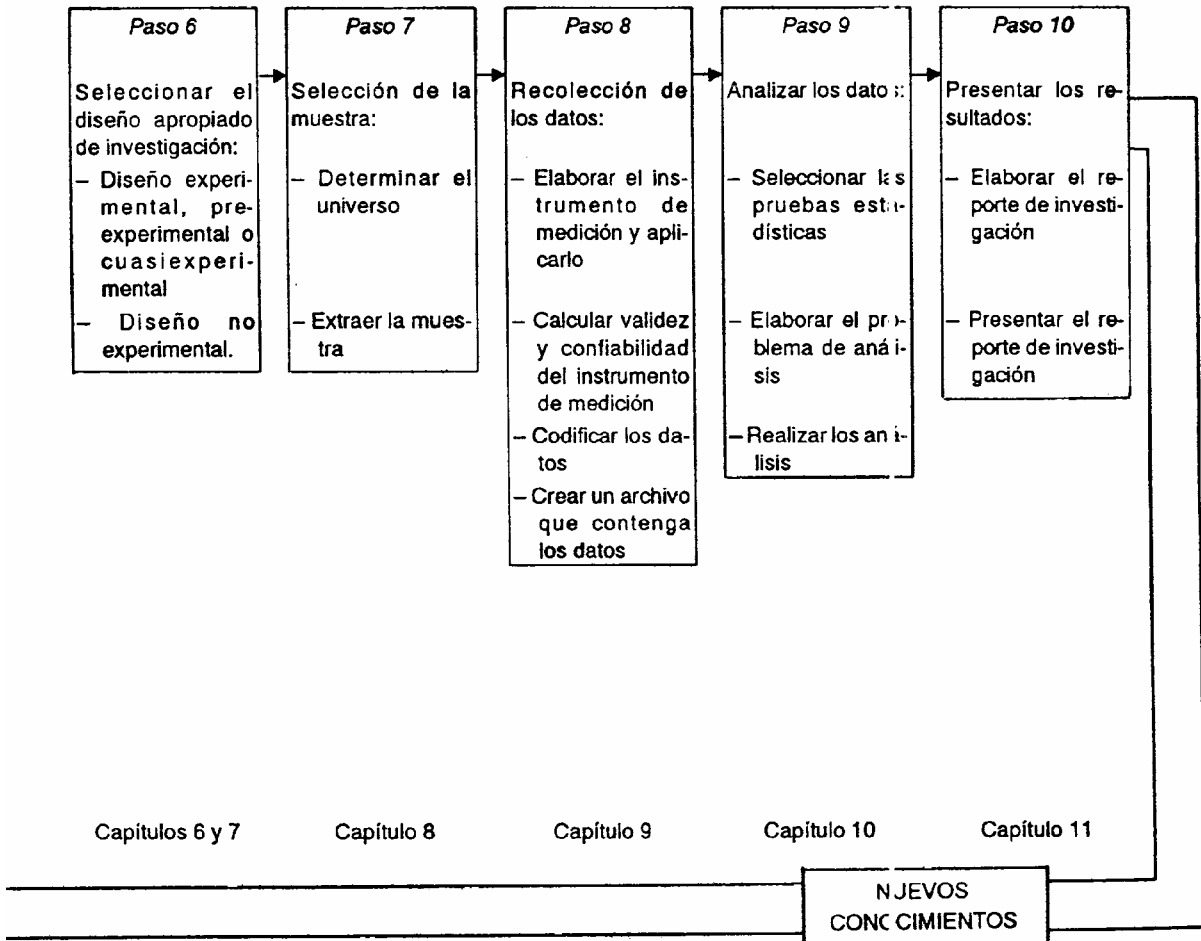 Paso 6
Seleccionar el
diseño apropiado
de investigación:
– Diseño experi-
mental, pre-
experimental o
cuasiexperi-
mental
– Diseño no
experimental.
Paso 7
Selección de la
muestra:
– Determinar el
universo
– Extraer la mues-
tra
Paso 8
Recolección de
los datos:
– Elaborar el ins-
trumento de
medición y apli-
carlo
– Calcular validez
y confiabilidad
del instrumento
de medición
– Codificar los da-
tos
– Crear un archivo
que contenga
los datos
Paso 9
Analizar los datos:
– Seleccionar las
pruebas esta-
dísticas
– Elaborar el pro-
blema de análi-
sis
– Realizar los aná-
lisis
Paso 10
Presentar los re-
sultados:
– Elaborar el re-
porte de investi-
gación
– Presentar el re-
porte de investi-
gación
Capítulos 6 y 7
Capítulo 8
Capítulo 9
Capítulo 10
Capítulo 11
NUEVOS
CONOCIMIENTOS